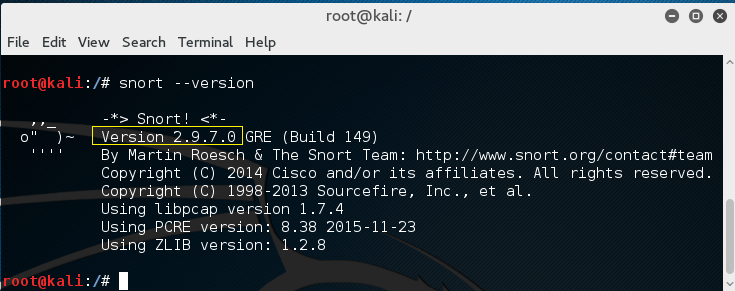 root@kali: /
File Edit View Search Terminal Help
root@kali:/# snort --version
,,_ -*> Snort! <*-
o" )~ Version 2.9.7.0 GRE (Build 149)
'''' By Martin Roesch & The Snort Team: http://www.snort.org/contact#team
Copyright (C) 2014 Cisco and/or its affiliates. All rights reserved.
Copyright (C) 1998-2013 Sourcefire, Inc., et al.
Using libpcap version 1.7.4
Using PCRE version: 8.38 2015-11-23
Using ZLIB version: 1.2.8
root@kali:/#